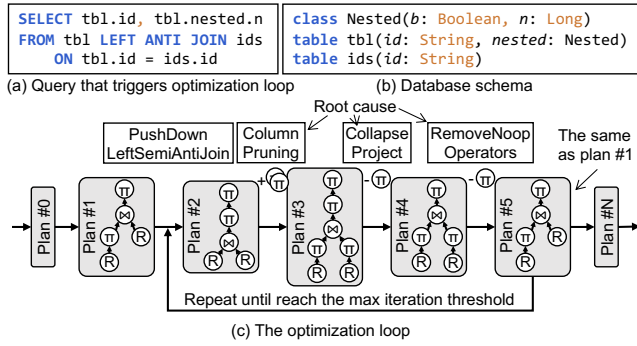 SELECT tbl.id, tbl.nested.n
FROM tbl LEFT ANTI JOIN ids
ON tbl.id = ids.id
(a) Query that triggers optimization loop
class Nested(b: Boolean, n: Long)
table tbl(id: String, nested: Nested)
table ids(id: String)
(b) Database schema
Root cause
PushDown
LeftSemiAntiJoin
Column
Pruning
Collapse
Project
RemoveNoop
Operators
The same
as plan #1
Plan #0
Plan #1
π
⋈
π
R
R
Plan #2
π
π
⋈
R
R
+ππ
Plan #3
π
π
⋈
π
π
R
R
-π
Plan #4
π
⋈
π
π
R
R
-π
Plan #5
π
⋈
π
R
R
Plan #N
Repeat until reach the max iteration threshold
(c) The optimization loop